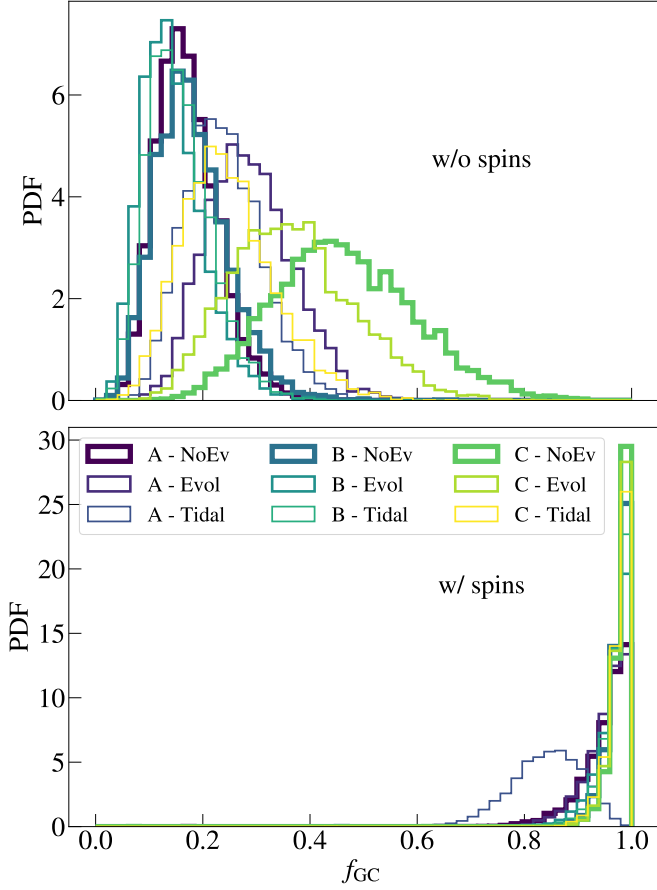 6
4
2
0
PDF
w/o spins
30
25
20
15
10
5
0
PDF
A - NoEv B - NoEv C - NoEv
A - Evol B - Evol C - Evol
A - Tidal B - Tidal C - Tidal
w/ spins
0.0 0.2 0.4 0.6 0.8 1.0
f_GC